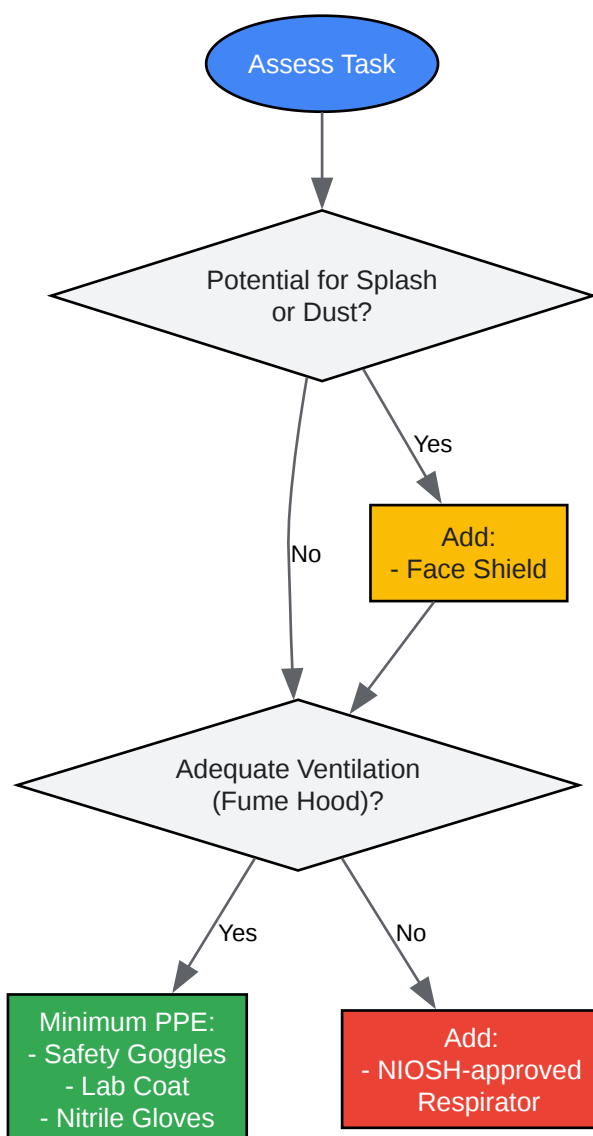 Assess Task
Potential for Splash
or Dust?
Yes
No
Add:
- Face Shield
Adequate Ventilation
(Fume Hood)?
Yes
No
Minimum PPE:
- Safety Goggles
- Lab Coat
- Nitrile Gloves
Add:
- NIOSH-approved
Respirator